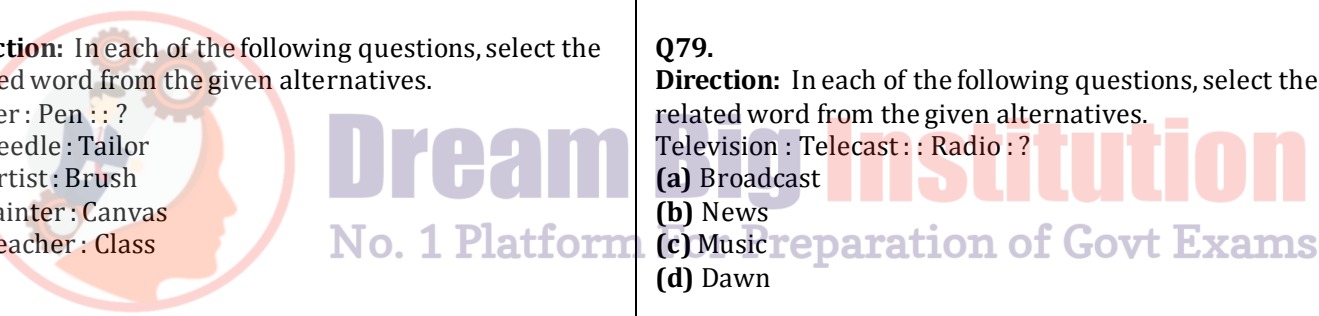 ction: In each of the following questions, select the
ed word from the given alternatives.
er : Pen : : ?
eedle : Tailor
rtist : Brush
ainter : Canvas
eacher : Class
Q79.
Direction: In each of the following questions, select the
related word from the given alternatives.
Television : Telecast : : Radio : ?
(a) Broadcast
(b) News
(c) Music
(d) Dawn
Dream Big Institution
No. 1 Platform For Preparation of Govt Exams